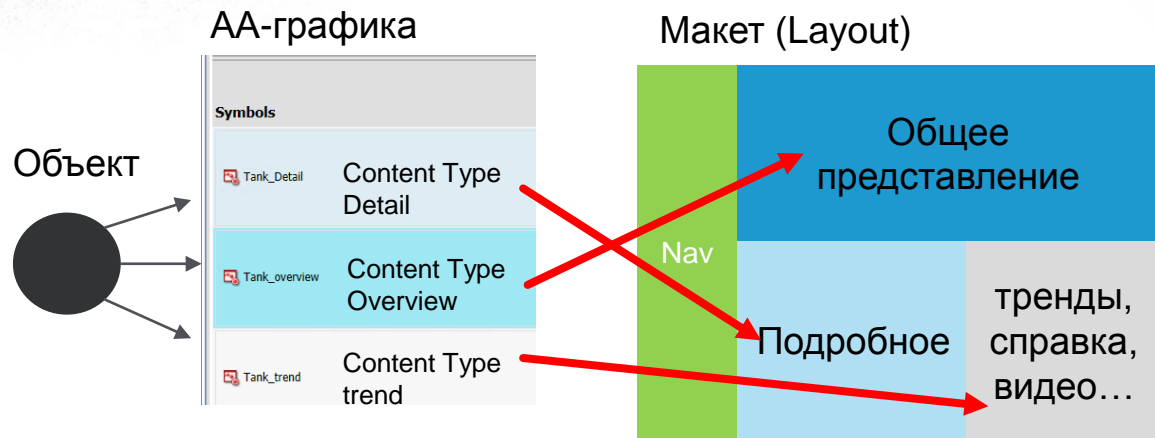 АА-графика
Макет (Layout)
Объект
Symbols
Tank_Detail
Content Type
Detail
Tank_overview
Content Type
Overview
Tank_trend
Content Type
trend
Nav
Общее
представление
Подробное
тренды,
справка,
видео…